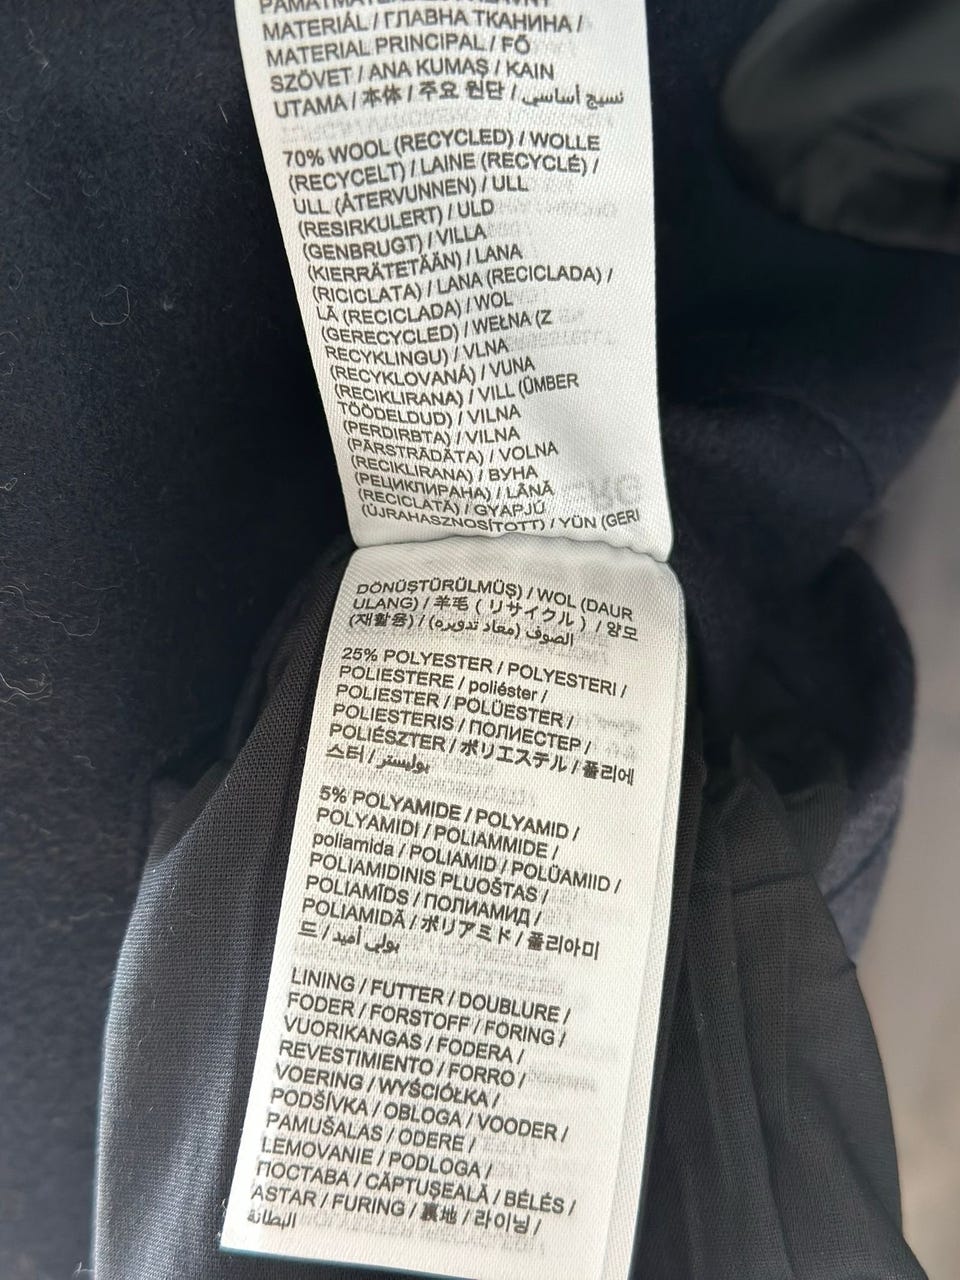 PAMATMATERIĀLS / HLAVNÝ
MATERIÁL / ГЛАВНА ТКАНИНА /
MATERIAL PRINCIPAL / FŐ
SZÖVET / ANA KUMAŞ / KAIN
UTAMA / 本体 / 주요 원단 / نسيج أساسي
70% WOOL (RECYCLED) / WOLLE
(RECYCELT) / LAINE (RECYCLÉ) /
ULL (ÅTERVUNNEN) / ULL
(RESIRKULERT) / ULD
(GENBRUGT) / VILLA
(KIERRÄTETÄÄN) / LANA
(RICICLATA) / LANA (RECICLADA) /
LÃ (RECICLADA) / WOL
(GERECYCLED) / WEŁNA (Z
RECYKLINGU) / VLNA
(RECYKLOVANÁ) / VUNA
(RECIKLIRANA) / VILL (ÜMBER
TÖÖDELDUD) / VILNA
(PERDIRBTA) / VILNA
(PĀRSTRĀDĀTA) / VOLNA
(RECIKLIRANA) / ВУНА
(РЕЦИКЛИРАНА) / LÂNĂ
(RECICLATĂ) / GYAPJÚ
(ÚJRAHASZNOSÍTOTT) / YÜN (GERI
DÖNÜŞTÜRÜLMÜŞ) / WOL (DAUR
ULANG) / 羊毛 ( リサイクル ) / 양모
(재활용) / الصوف (معاد تدويره)
25% POLYESTER / POLYESTERI /
POLIESTERE / poliéster /
POLIESTER / POLÜESTER /
POLIESTERIS / ПОЛИЕСТЕР /
POLIÉSZTER / ポリエステル / 폴리에
스터 / بوليستر
5% POLYAMIDE / POLYAMID /
POLYAMIDI / POLIAMMIDE /
poliamida / POLIAMID / POLÜAMIID /
POLIAMIDINIS PLUOŠTAS /
POLIAMĪDS / ПОЛИАМИД /
POLIAMIDĂ / ポリアミド / 폴리아미
드 / بولي أميد
LINING / FUTTER / DOUBLURE /
FODER / FORSTOFF / FORING /
VUORIKANGAS / FODERA /
REVESTIMIENTO / FORRO /
VOERING / WYŚCIÓŁKA /
PODŠÍVKA / OBLOGA / VOODER /
PAMUŠALAS / ODERE /
LEMOVANIE / PODLOGA /
ПОСТАВА / CĂPTUŞEALĂ / BÉLÉS /
ASTAR / FURING / 裏地 / 라이닝 /
البطانة